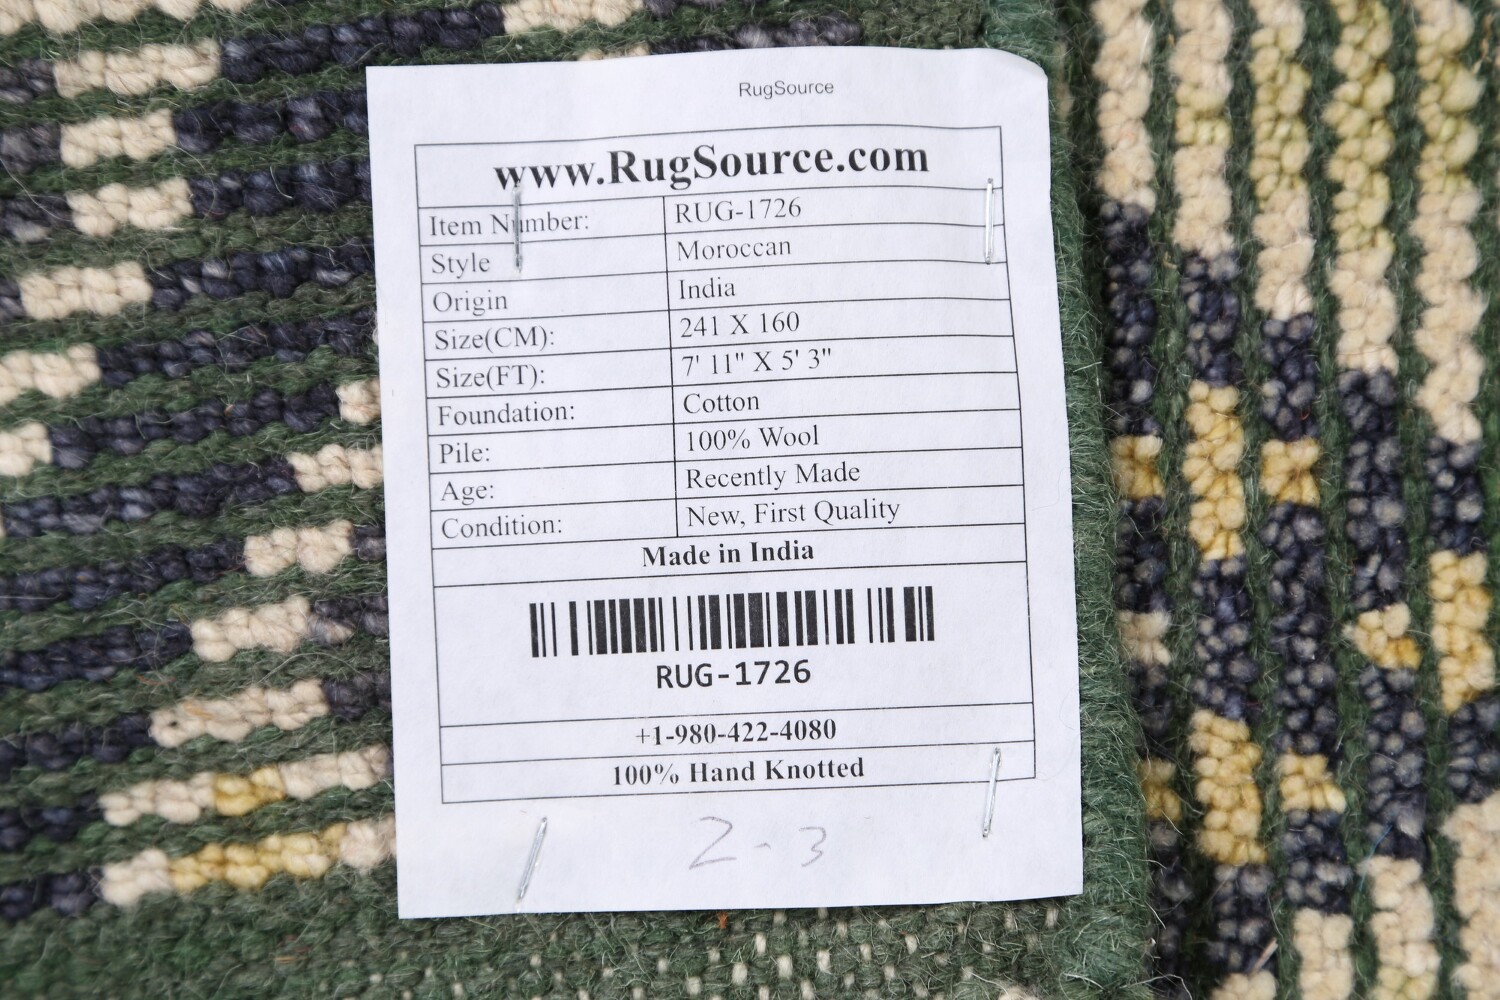 RugSource
www.RugSource.com
Item Number: RUG-1726
Style Moroccan
Origin India
Size(CM): 241 X 160
Size(FT): 7' 11" X 5' 3"
Foundation: Cotton
Pile: 100% Wool
Age: Recently Made
Condition: New, First Quality
Made in India
RUG-1726
+1-980-422-4080
100% Hand Knotted
2-3